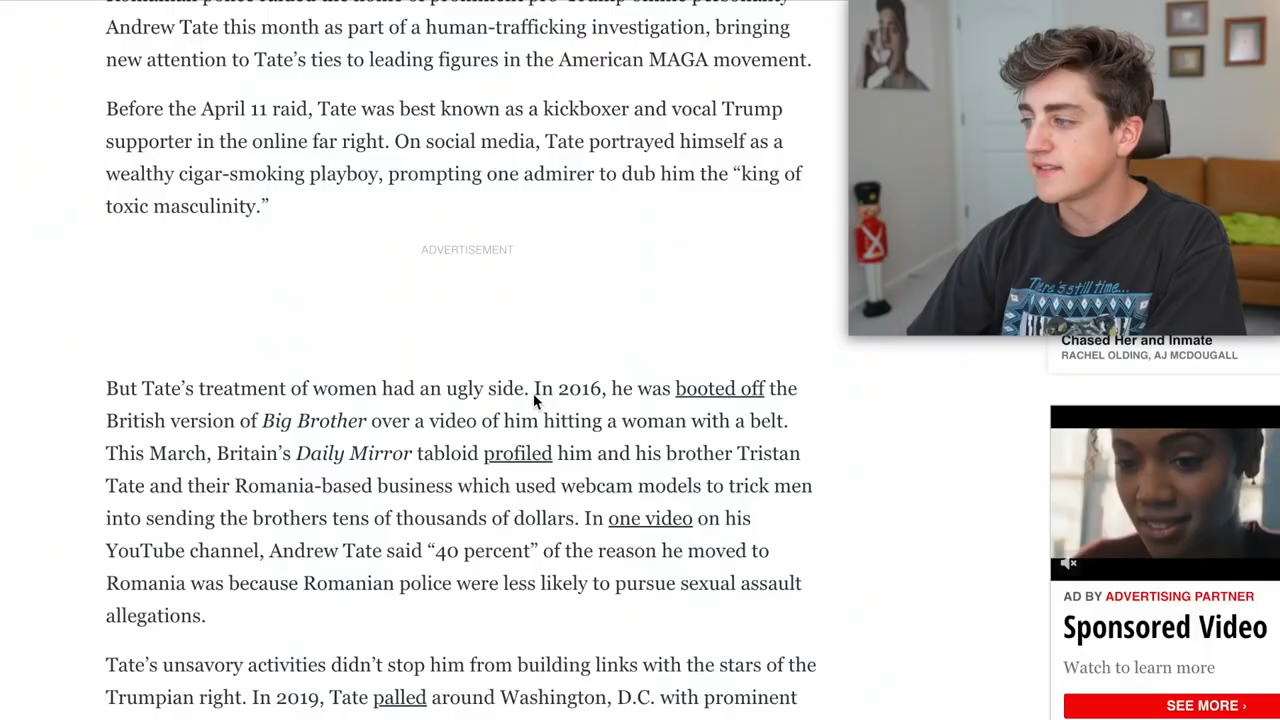 Andrew Tate this month as part of a human-trafficking investigation, bringing
new attention to Tate’s ties to leading figures in the American MAGA movement.
Before the April 11 raid, Tate was best known as a kickboxer and vocal Trump
supporter in the online far right. On social media, Tate portrayed himself as a
wealthy cigar-smoking playboy, prompting one admirer to dub him the “king of
toxic masculinity.”
ADVERTISEMENT
But Tate’s treatment of women had an ugly side. In 2016, he was booted off the
British version of Big Brother over a video of him hitting a woman with a belt.
This March, Britain’s Daily Mirror tabloid profiled him and his brother Tristan
Tate and their Romania-based business which used webcam models to trick men
into sending the brothers tens of thousands of dollars. In one video on his
YouTube channel, Andrew Tate said “40 percent” of the reason he moved to
Romania was because Romanian police were less likely to pursue sexual assault
allegations.
Tate’s unsavory activities didn’t stop him from building links with the stars of the
Trumpian right. In 2019, Tate palled around Washington, D.C. with prominent
There's still time...
Chased Her and Inmate
RACHEL OLDING, AJ MCDOUGALL
AD BY ADVERTISING PARTNER
Sponsored Video
Watch to learn more
SEE MORE ›